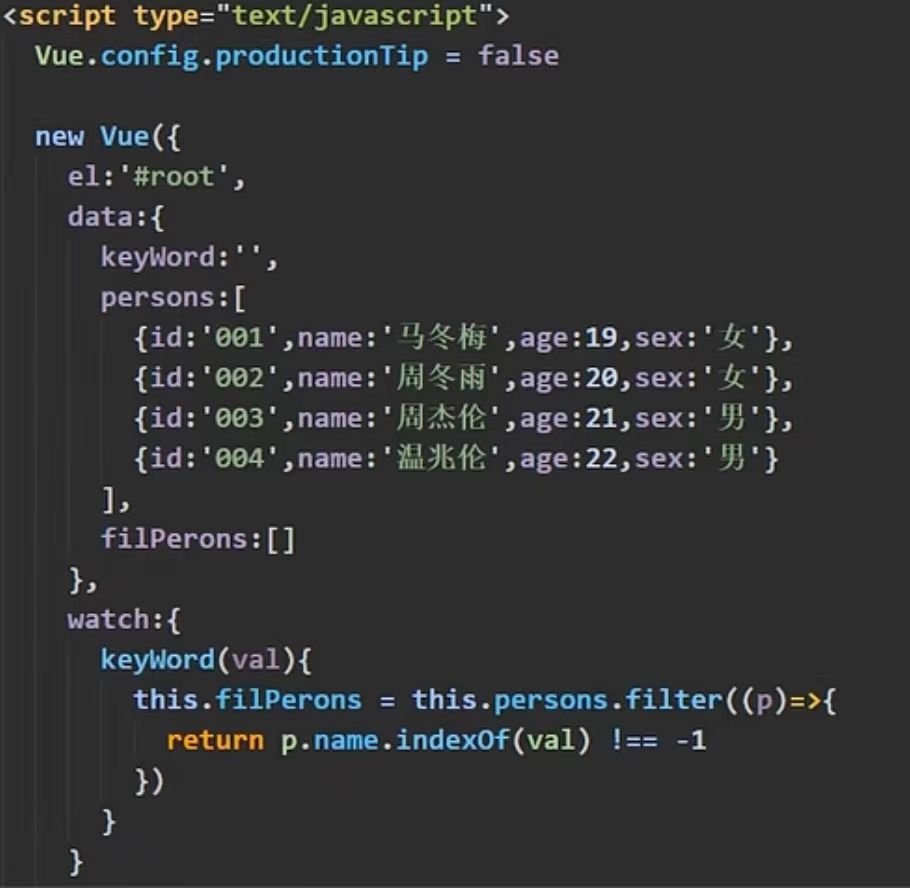 <script type="text/javascript">
Vue.config.productionTip = false
new Vue({
el:'#root',
data:{
keyWord:'',
persons:[
{id:'001',name:'马冬梅',age:19,sex:'女'},
{id:'002',name:'周冬雨',age:20,sex:'女'},
{id:'003',name:'周杰伦',age:21,sex:'男'},
{id:'004',name:'温兆伦',age:22,sex:'男'}
],
filPerons:[]
},
watch:{
keyWord(val){
this.filPerons = this.persons.filter((p)=>{
return p.name.indexOf(val) !== -1
})
}
}